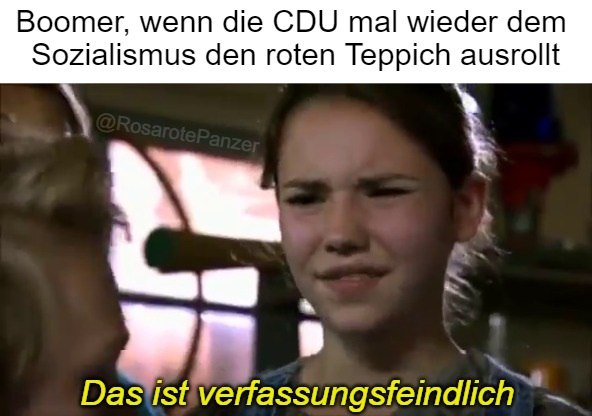 Boomer, wenn die CDU mal wieder dem
Sozialismus den roten Teppich ausrollt
@RosarotePanzer
Das ist verfassungsfeindlich